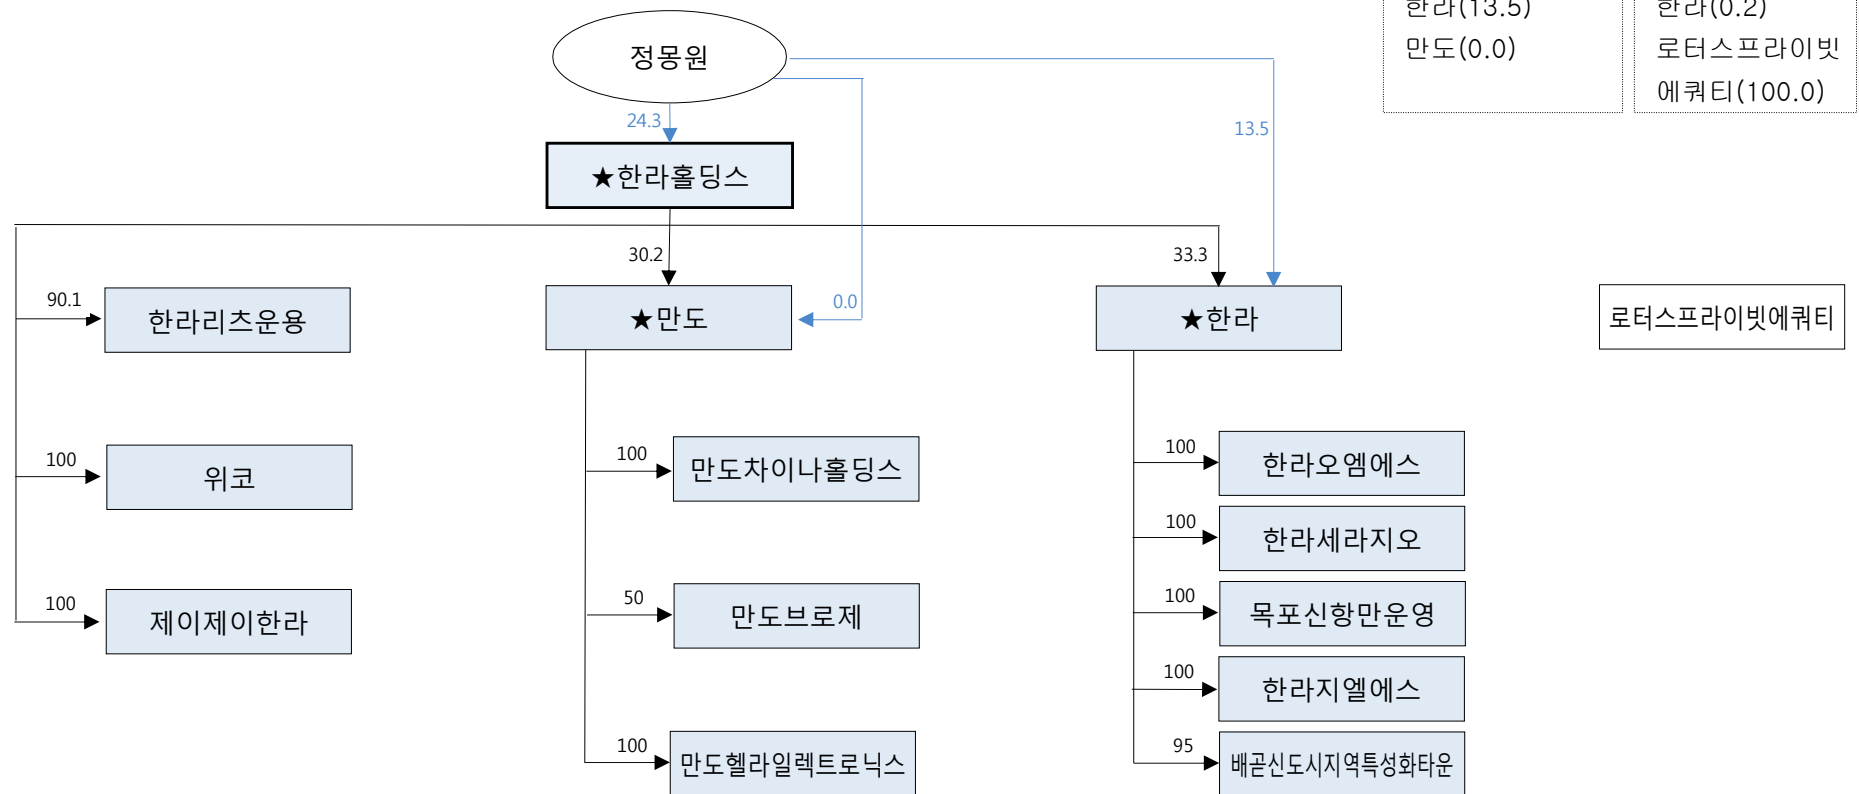 한라(13.5)
만도(0.0)
한라(0.2)
로터스프라이빗
에쿼티(100.0)
정몽원
24.3
13.5
★한라홀딩스
30.2
33.3
0.0
90.1
한라리츠운용
★만도
★한라
로터스프라이빗에쿼티
100
위코
100
만도차이나홀딩스
100
한라오엠에스
100
한라세라지오
100
제이제이한라
50
만도브로제
100
목포신항만운영
100
한라지엘에스
100
만도헬라일렉트로닉스
95
배곧신도시지역특성화타운